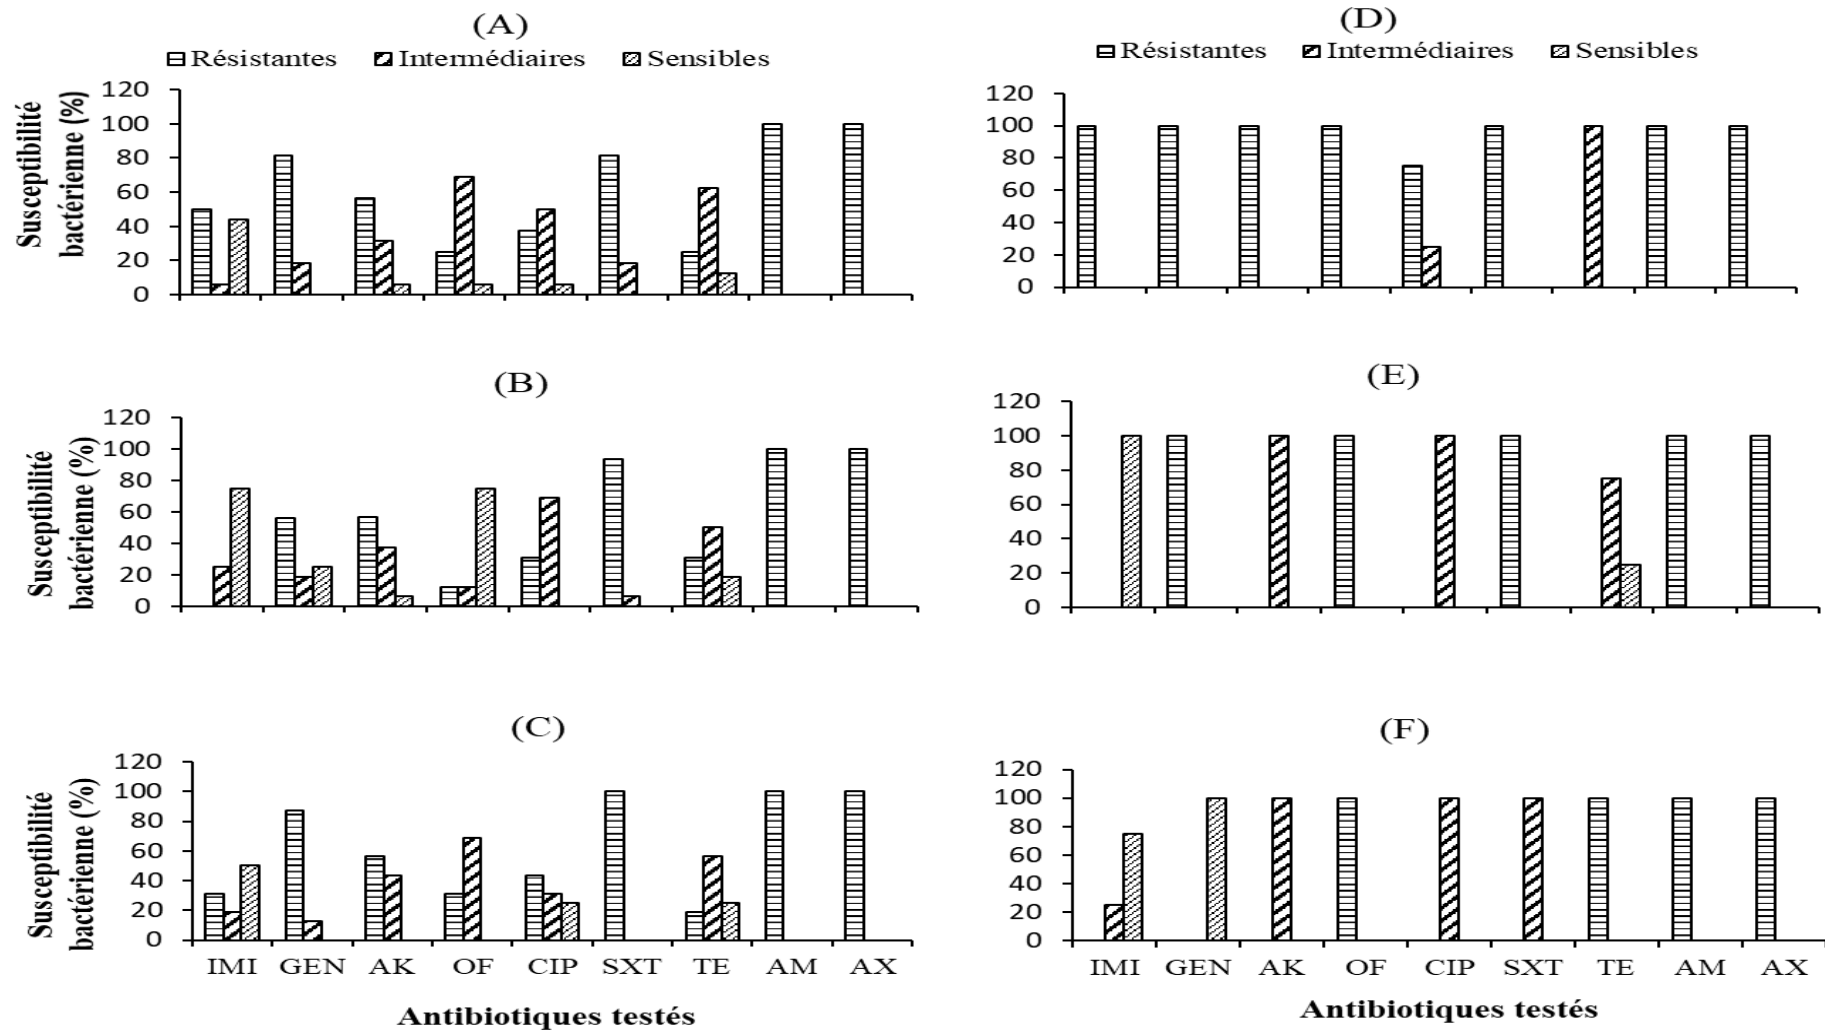 (A)
Résistantes Intermédiaires Sensibles
Susceptibilité
bactérienne (%)
120
100
80
60
40
20
0
(D)
Résistantes Intermédiaires Sensibles
120
100
80
60
40
20
0
(B)
Susceptibilité
bactérienne (%)
120
100
80
60
40
20
0
(E)
120
100
80
60
40
20
0
(C)
Susceptibilité
bactérienne (%)
120
100
80
60
40
20
0
IMI GEN AK OF CIP SXT TE AM AX
Antibiotiques testés
(F)
120
100
80
60
40
20
0
IMI GEN AK OF CIP SXT TE AM AX
Antibiotiques testés